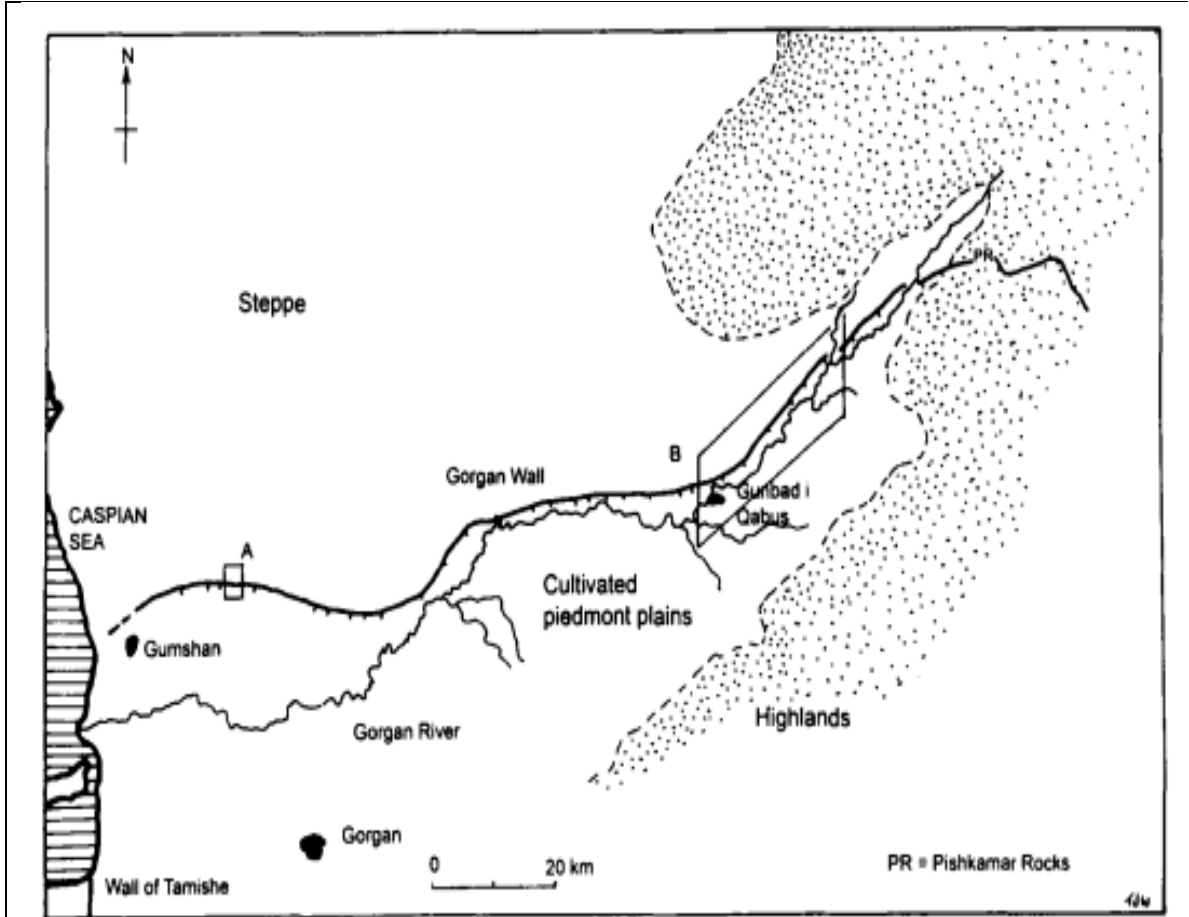 N
Steppe
PR
B
Gorgan Wall
Gunbad i
Qabus
CASPIAN
SEA
A
Cultivated
piedmont plains
Gumshan
Highlands
Gorgan River
Gorgan
0 20 km
PR = Pishkamar Rocks
Wall of Tamishe